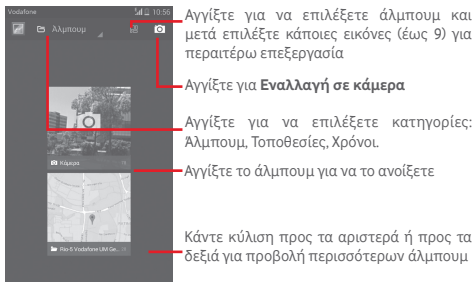 Vodafone
10:56
Άλμπουμ
Κάμερα
Rio-5 Vodafone UM Ge...
Αγγίξτε για να επιλέξετε άλμπουμ και
μετά επιλέξτε κάποιες εικόνες (έως 9) για
περαιτέρω επεξεργασία
Αγγίξτε για Εναλλαγή σε κάμερα
Αγγίξτε για να επιλέξετε κατηγορίες:
Άλμπουμ, Τοποθεσίες, Χρόνοι.
Αγγίξτε το άλμπουμ για να το ανοίξετε
Κάντε κύλιση προς τα αριστερά ή προς τα
δεξιά για προβολή περισσότερων άλμπουμ